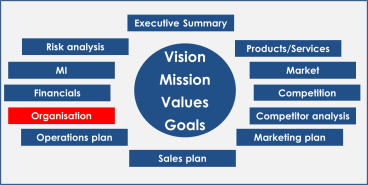 Executive Summary
Risk analysis
Products/Services
MI
Market
Financials
Competition
Organisation
Competitor analysis
Operations plan
Marketing plan
Sales plan
Vision
Mission
Values
Goals